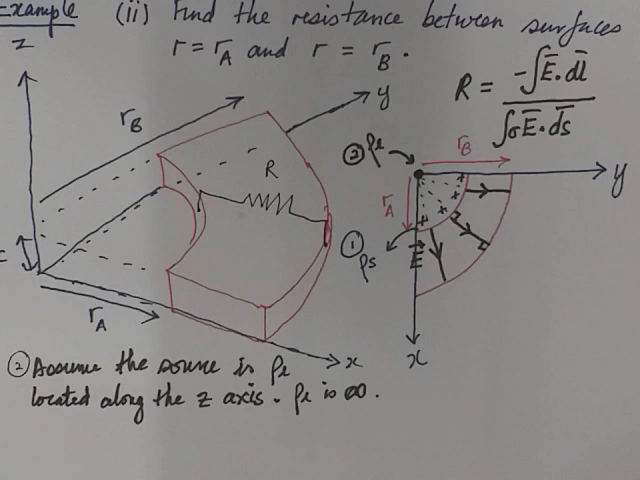 Example (ii) Find the resistance between surfaces
r = rA and r = rB.
z
y
rB
R
rA
x
R = -∫E̅.dl̅ / ∫σE̅.ds̅
② ρℓ
rB
y
rA
① ρs
E
x
② Assume the source is ρℓ
located along the z axis. ρℓ is ∞.